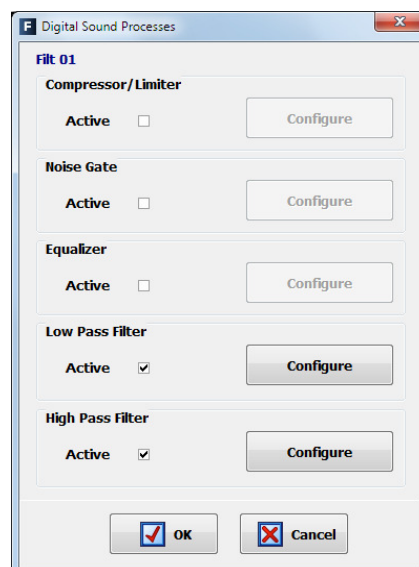 F Digital Sound Processes x
Filt 01
Compressor/Limiter
Active Configure
Noise Gate
Active Configure
Equalizer
Active Configure
Low Pass Filter
Active Configure
High Pass Filter
Active Configure
OK Cancel